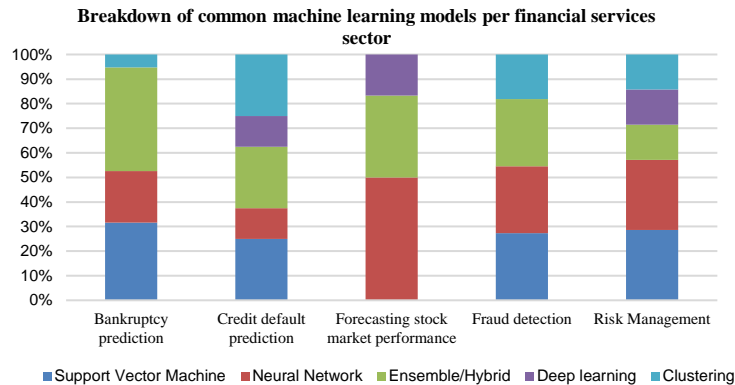 Breakdown of common machine learning models per financial services
sector
100%
90%
80%
70%
60%
50%
40%
30%
20%
10%
0%
Bankruptcy
prediction
Credit default
prediction
Forecasting stock
market performance
Fraud detection
Risk Management
Support Vector Machine Neural Network Ensemble/Hybrid Deep learning Clustering